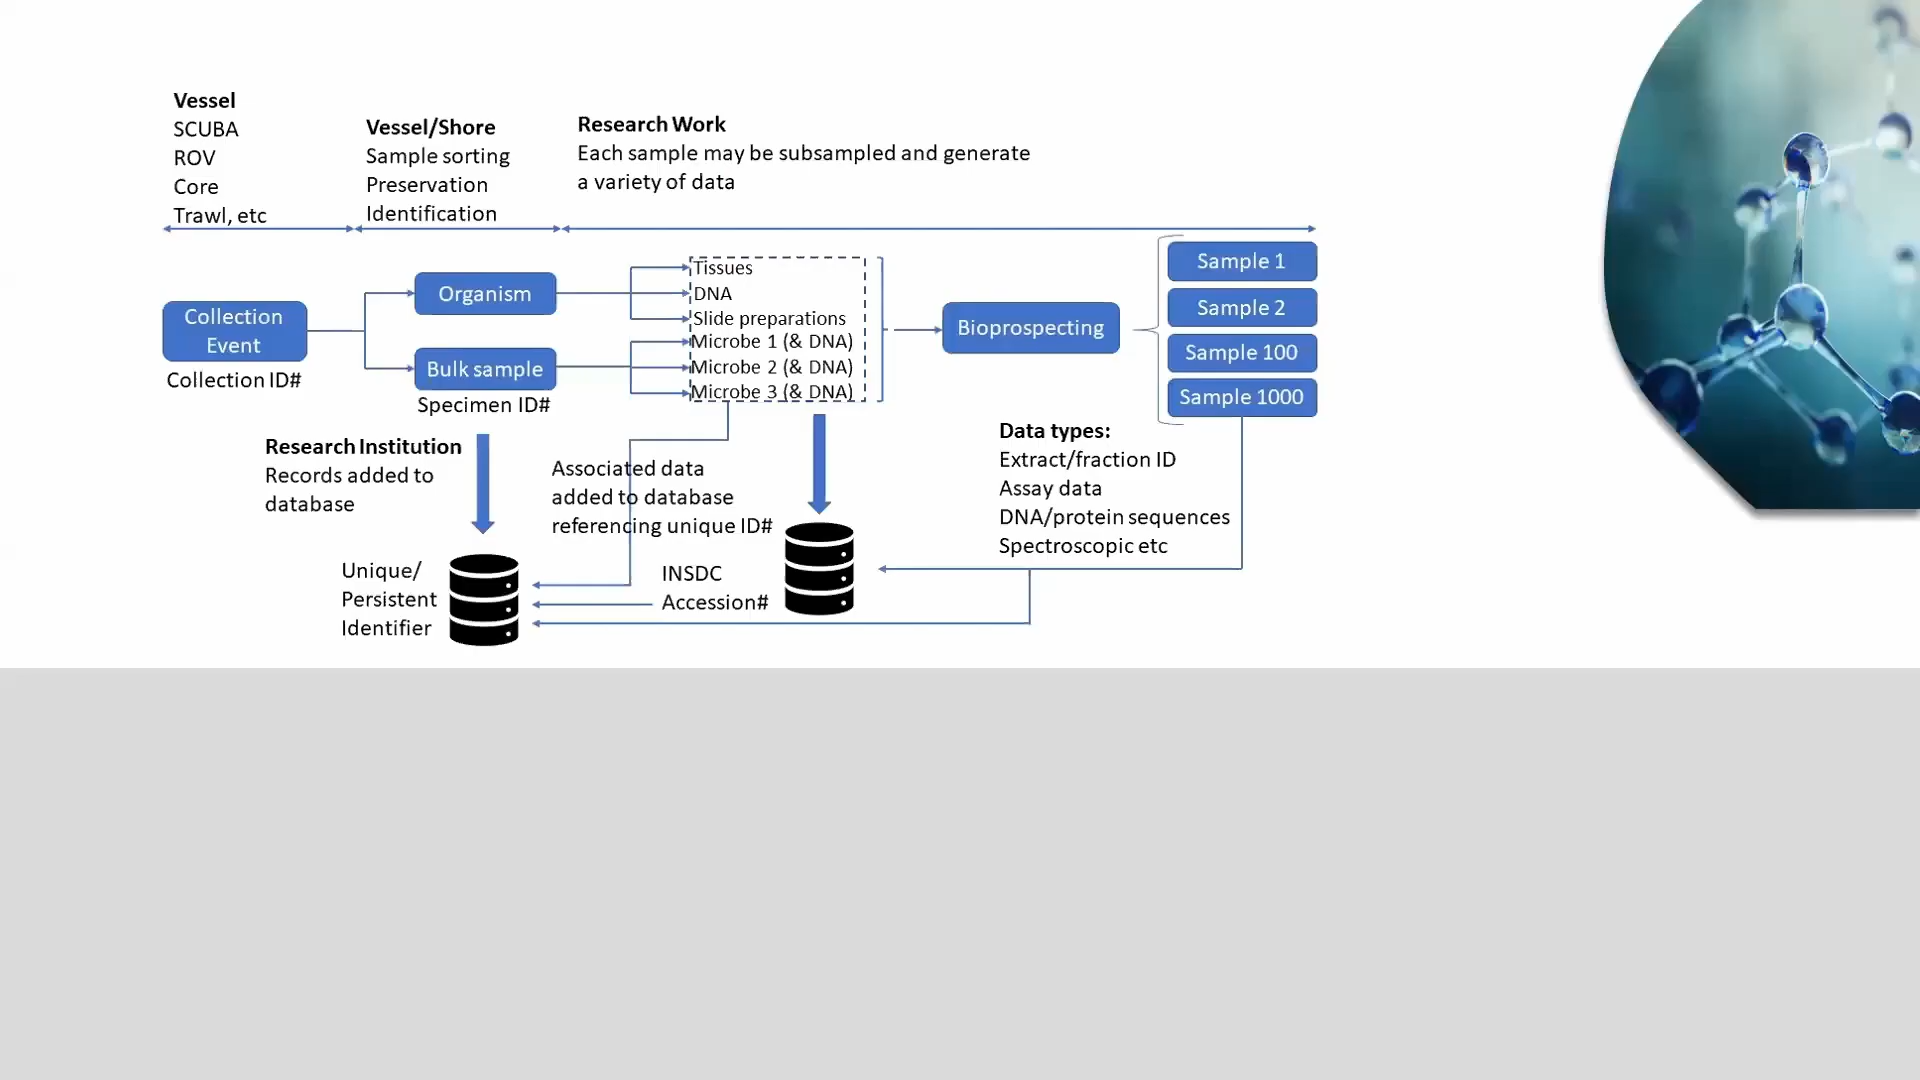 Vessel
SCUBA
ROV
Core
Trawl, etc
Vessel/Shore
Sample sorting
Preservation
Identification
Research Work
Each sample may be subsampled and generate
a variety of data
Collection
Event
Collection ID#
Organism
Bulk sample
Specimen ID#
Tissues
DNA
Slide preparations
Microbe 1 (& DNA)
Microbe 2 (& DNA)
Microbe 3 (& DNA)
Bioprospecting
Sample 1
Sample 2
Sample 100
Sample 1000
Research Institution
Records added to
database
Associated data
added to database
referencing unique ID#
Data types:
Extract/fraction ID
Assay data
DNA/protein sequences
Spectroscopic etc
Unique/
Persistent
Identifier
INSDC
Accession#